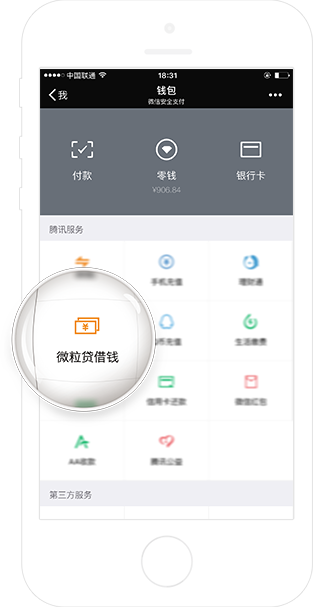 中国联通 18:31
我 钱包
微信安全支付
付款 零钱 银行卡
¥906.84
腾讯服务
手机充值 理财通
微粒贷借钱
币充值 生活缴费
信用卡还款 微信红包
AA收款 腾讯公益
第三方服务